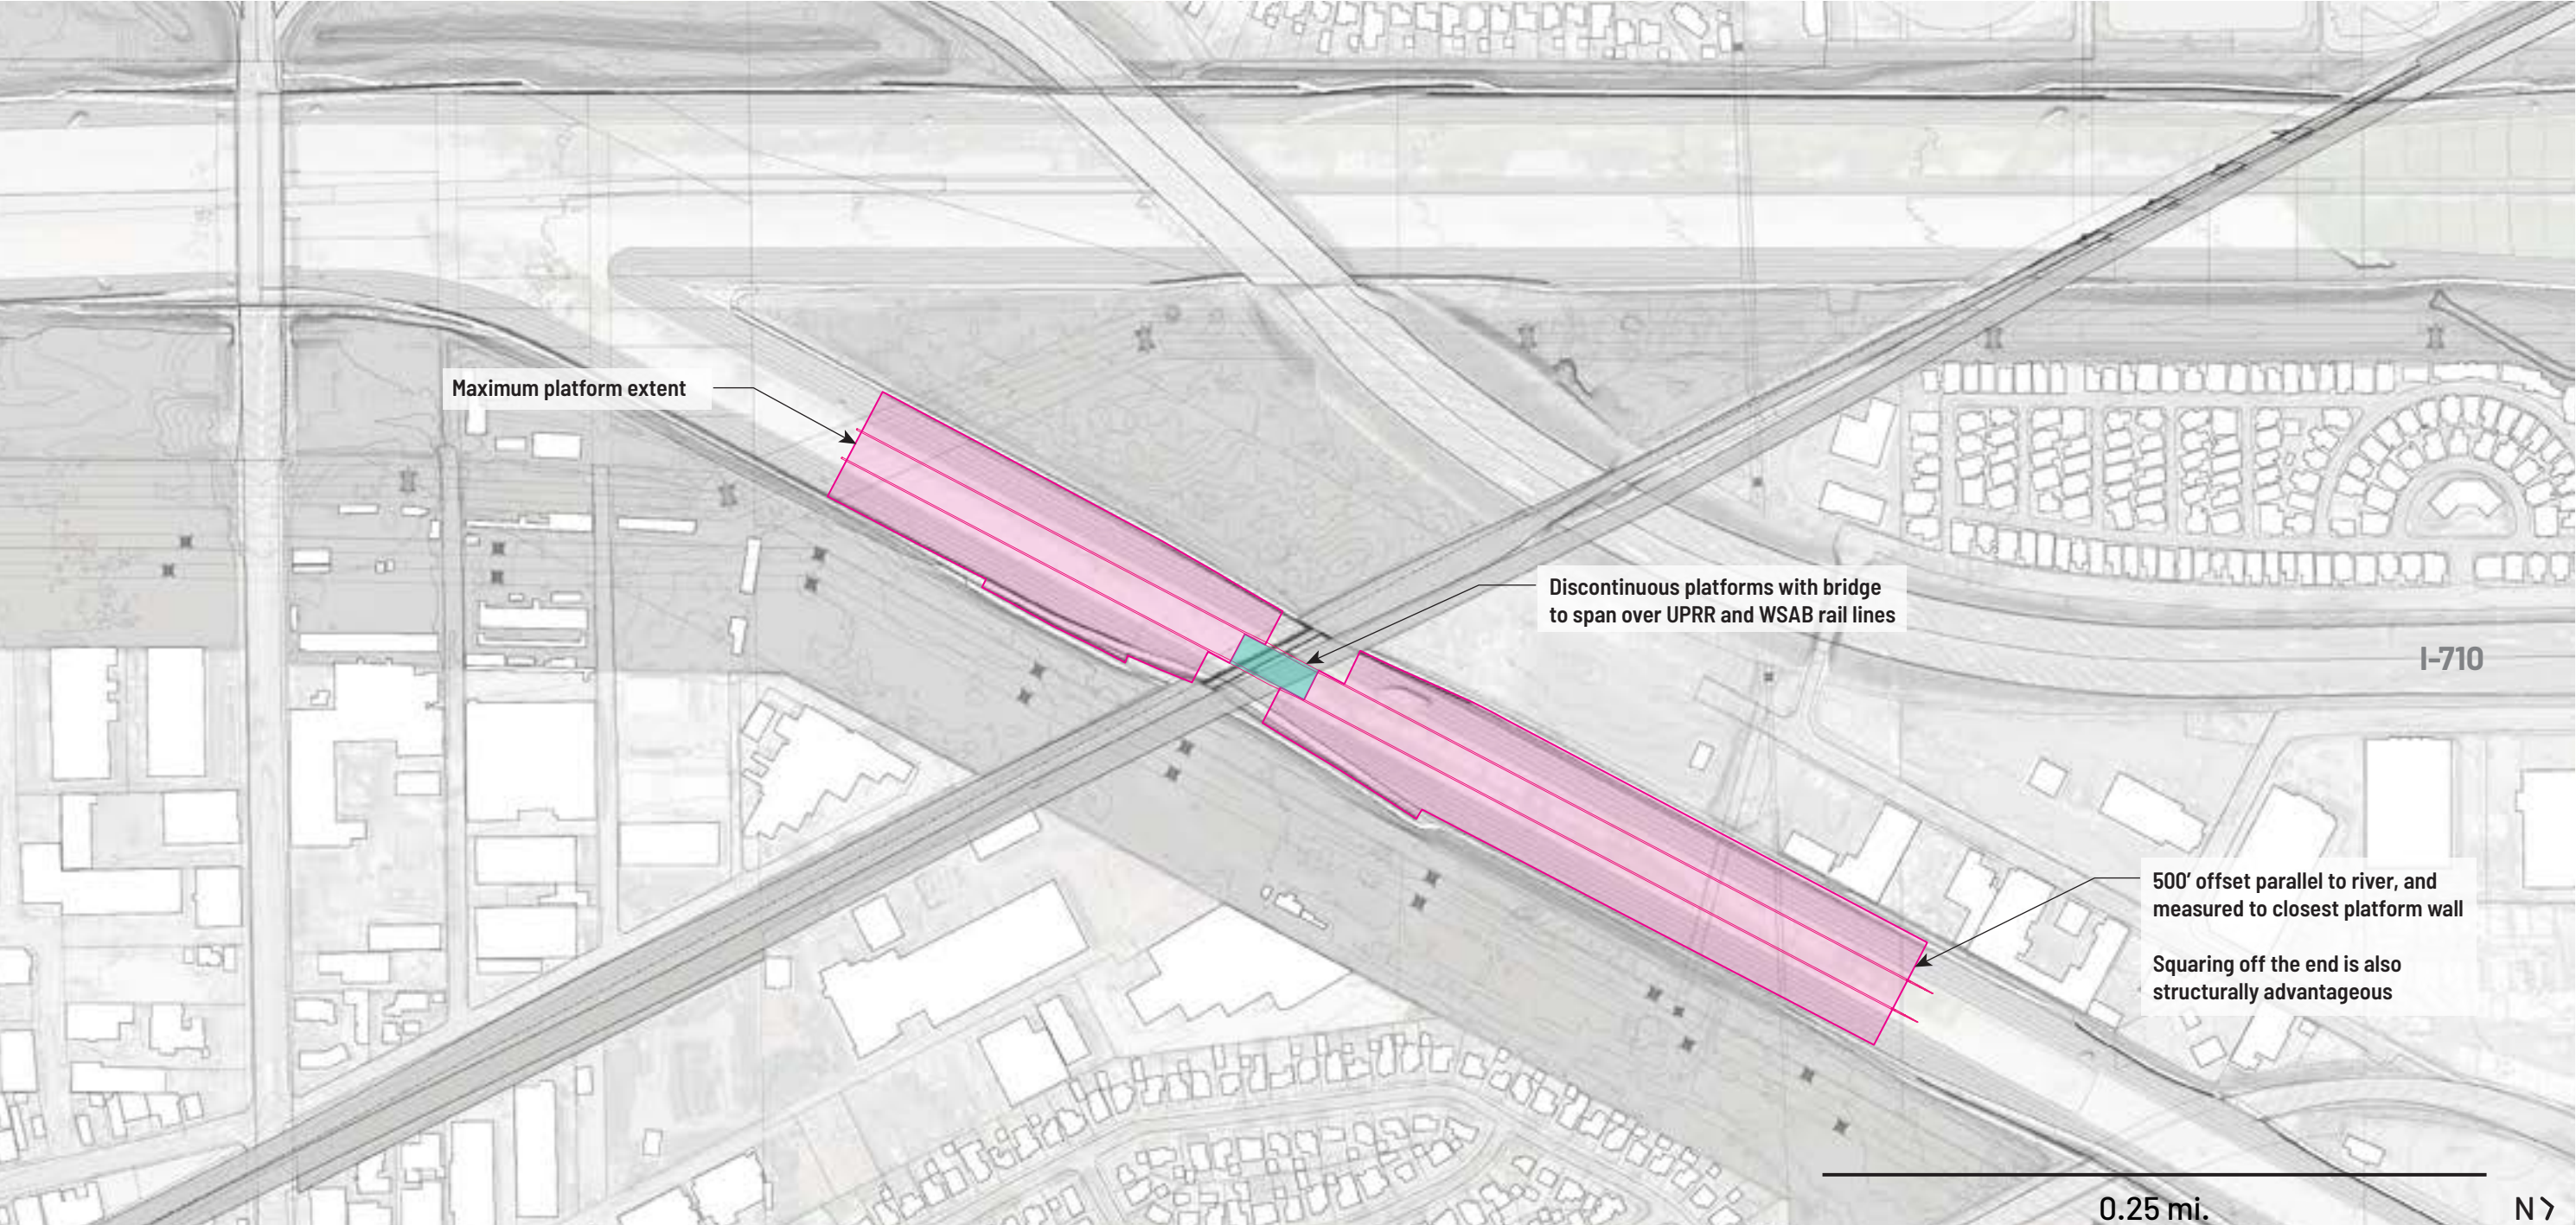 Maximum platform extent
Discontinuous platforms with bridge
to span over UPRR and WSAB rail lines
I-710
500’ offset parallel to river, and
measured to closest platform wall
Squaring off the end is also
structurally advantageous
0.25 mi.
N